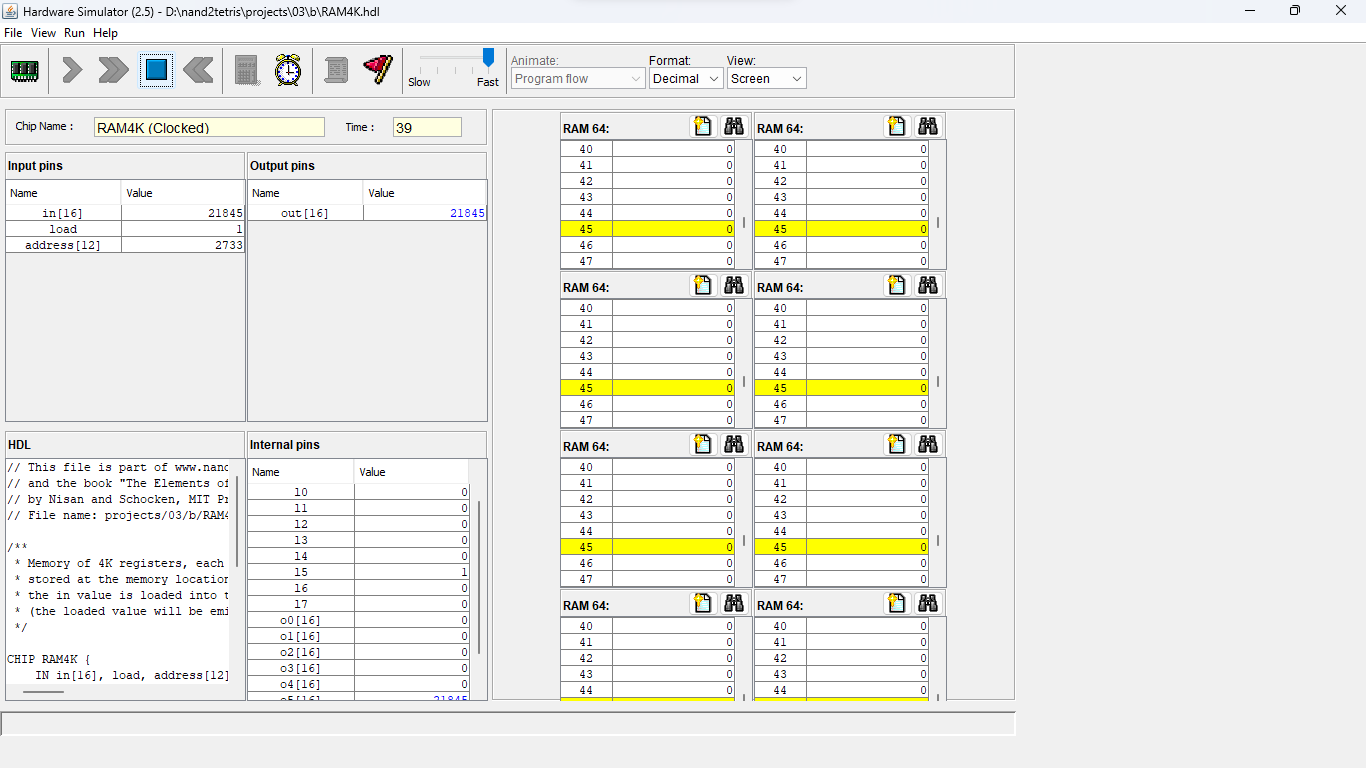 Hardware Simulator (2.5) - D:\nand2tetris\projects\03\b\RAM4K.hdl
File View Run Help
Slow Fast
Animate: Format: View:
Program flow Decimal Screen
Chip Name : RAM4K (Clocked) Time : 39
Input pins
Name Value
in[16] 21845
load 1
address[12] 2733
Output pins
Name Value
out[16] 21845
HDL
// This file is part of www.nand
// and the book "The Elements of
// by Nisan and Schocken, MIT Pr
// File name: projects/03/b/RAM4
/**
* Memory of 4K registers, each
* stored at the memory location
* the in value is loaded into t
* (the loaded value will be emi
*/
CHIP RAM4K {
IN in[16], load, address[12]
Internal pins
Name Value
l0 0
l1 0
l2 0
l3 0
l4 0
l5 1
l6 0
l7 0
o0[16] 0
o1[16] 0
o2[16] 0
o3[16] 0
o4[16] 0
o5[16] 21845
RAM 64: RAM 64:
40 0 40 0
41 0 41 0
42 0 42 0
43 0 43 0
44 0 44 0
45 0 45 0
46 0 46 0
47 0 47 0
RAM 64: RAM 64:
40 0 40 0
41 0 41 0
42 0 42 0
43 0 43 0
44 0 44 0
45 0 45 0
46 0 46 0
47 0 47 0
RAM 64: RAM 64:
40 0 40 0
41 0 41 0
42 0 42 0
43 0 43 0
44 0 44 0
45 0 45 0
46 0 46 0
47 0 47 0
RAM 64: RAM 64:
40 0 40 0
41 0 41 0
42 0 42 0
43 0 43 0
44 0 44 0